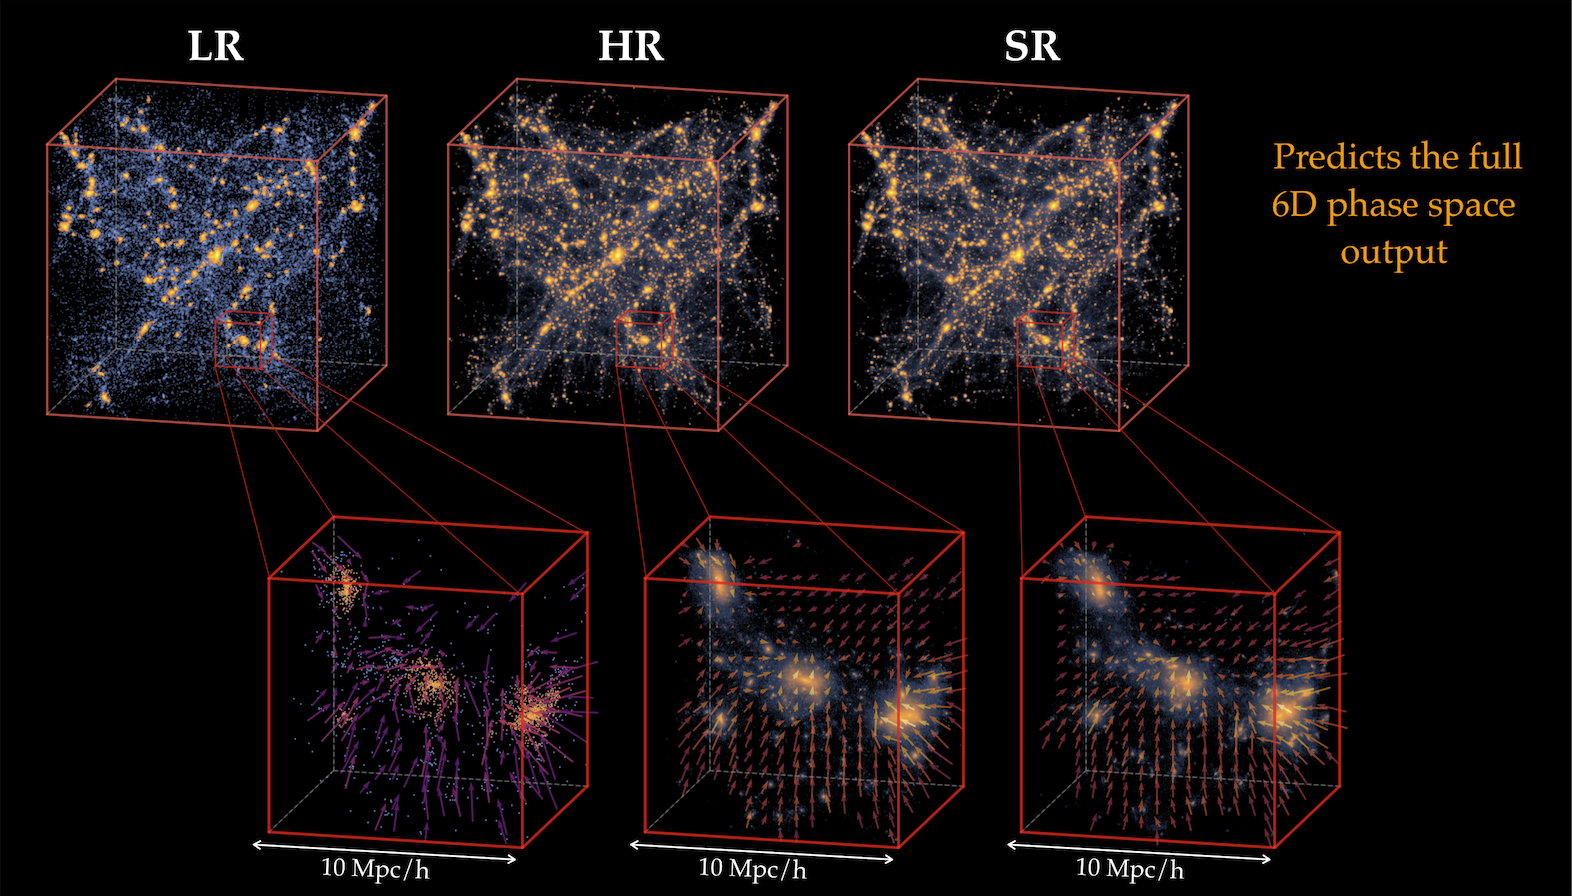 LR
HR
SR
Predicts the full
6D phase space
output
10 Mpc/h
10 Mpc/h
10 Mpc/h